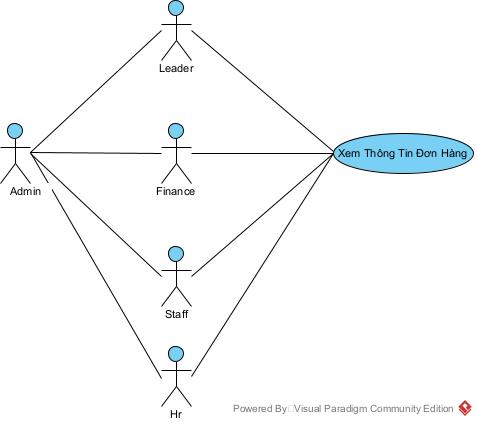 Leader
Xem Thông Tin Đơn Hàng
Admin
Finance
Staff
Hr
Powered By Visual Paradigm Community Edition